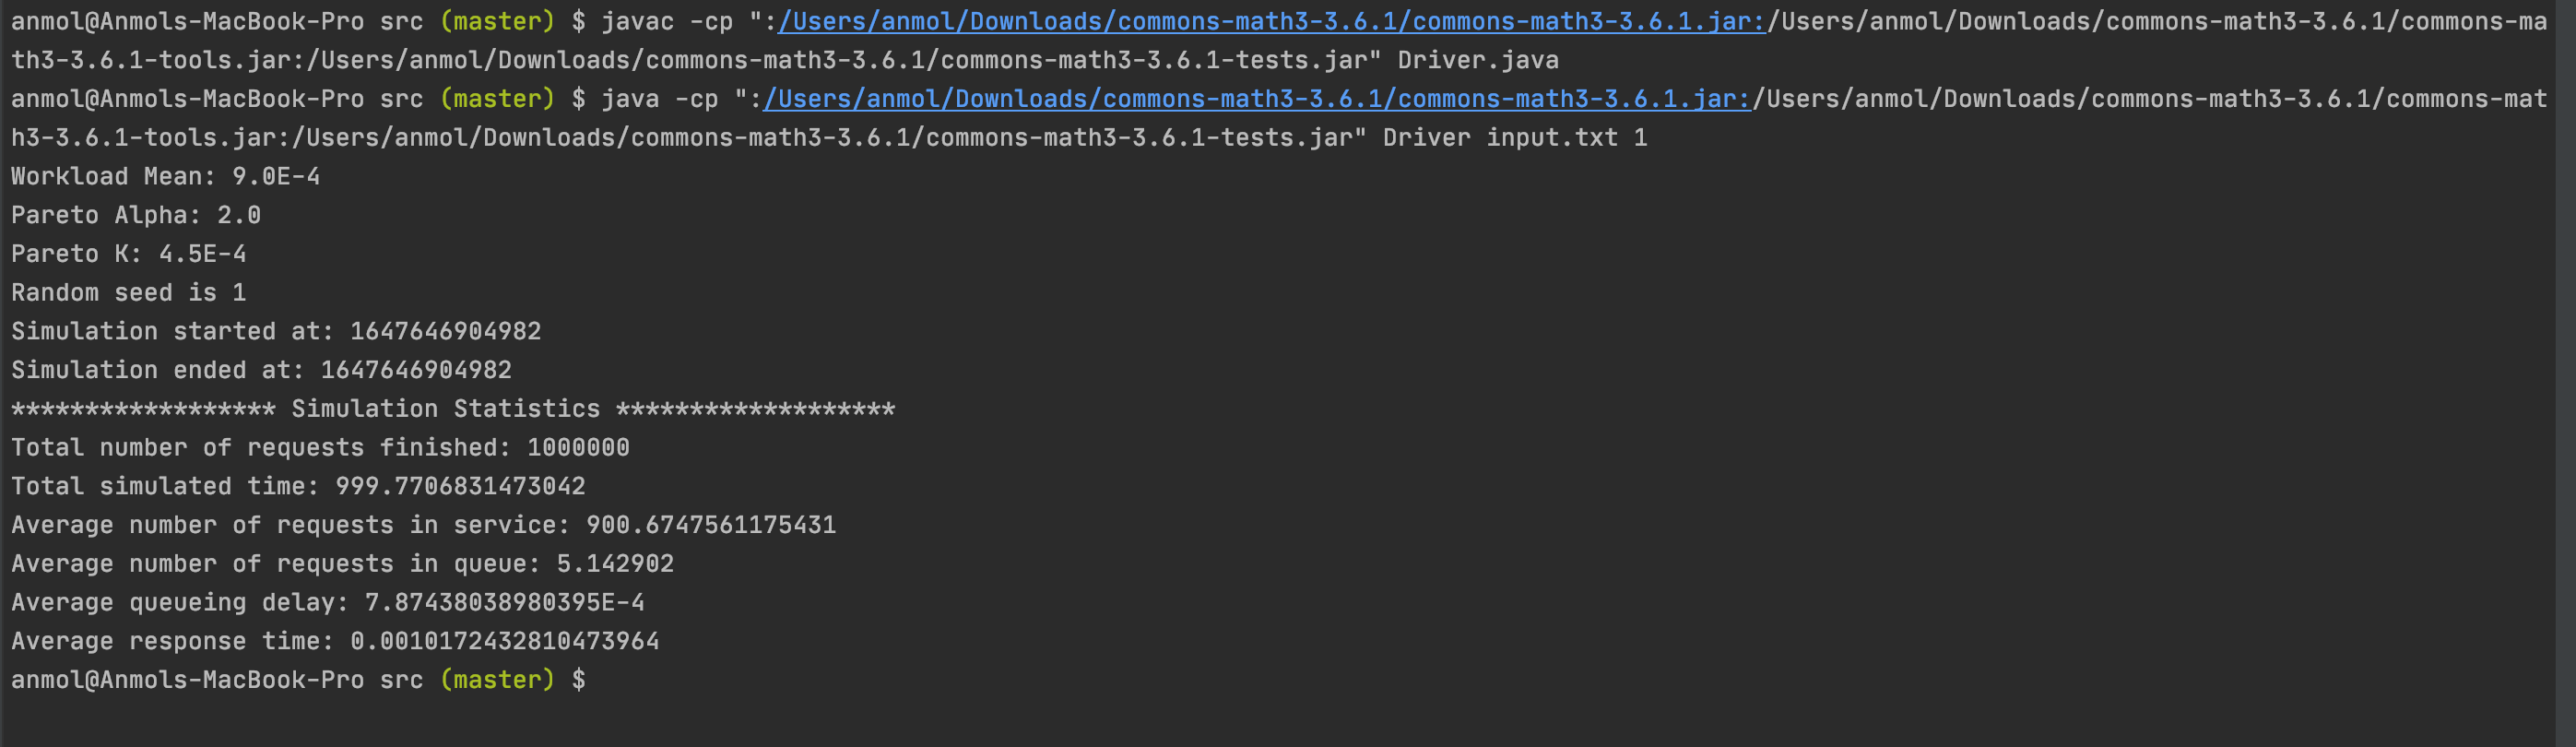 anmol@Anmols-MacBook-Pro src (master) $ javac -cp ":/Users/anmol/Downloads/commons-math3-3.6.1/commons-math3-3.6.1.jar:/Users/anmol/Downloads/commons-math3-3.6.1/commons-ma
th3-3.6.1-tools.jar:/Users/anmol/Downloads/commons-math3-3.6.1/commons-math3-3.6.1-tests.jar" Driver.java
anmol@Anmols-MacBook-Pro src (master) $ java -cp ":/Users/anmol/Downloads/commons-math3-3.6.1/commons-math3-3.6.1.jar:/Users/anmol/Downloads/commons-math3-3.6.1/commons-mat
h3-3.6.1-tools.jar:/Users/anmol/Downloads/commons-math3-3.6.1/commons-math3-3.6.1-tests.jar" Driver input.txt 1
Workload Mean: 9.0E-4
Pareto Alpha: 2.0
Pareto K: 4.5E-4
Random seed is 1
Simulation started at: 1647646904982
Simulation ended at: 1647646904982
****************** Simulation Statistics *******************
Total number of requests finished: 1000000
Total simulated time: 999.7706831473042
Average number of requests in service: 900.6747561175431
Average number of requests in queue: 5.142902
Average queueing delay: 7.87438038980395E-4
Average response time: 0.0010172432810473964
anmol@Anmols-MacBook-Pro src (master) $